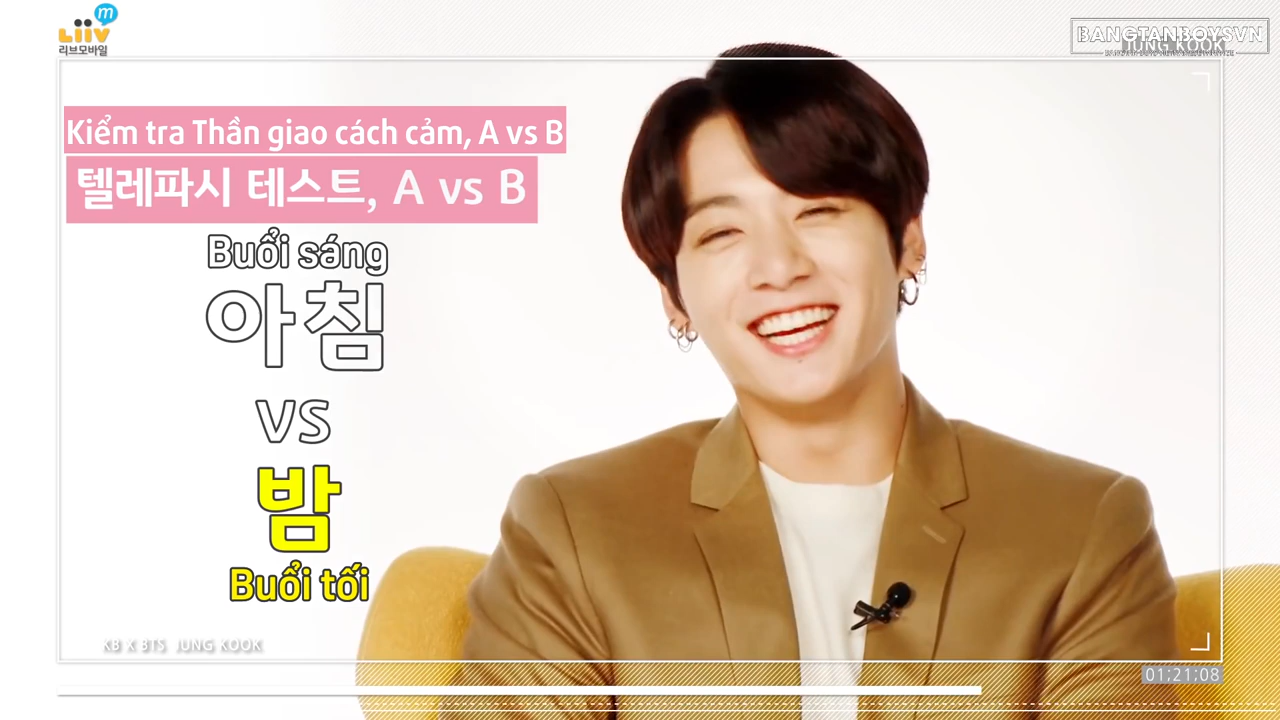 Liiv m
리브모바일
BANGTANBOYSVN
JUNG KOOK
Kiểm tra Thần giao cách cảm, A vs B
텔레파시 테스트, A vs B
Buổi sáng
아침
vs
밤
Buổi tối
KB X BTS JUNG KOOK
01;21;08